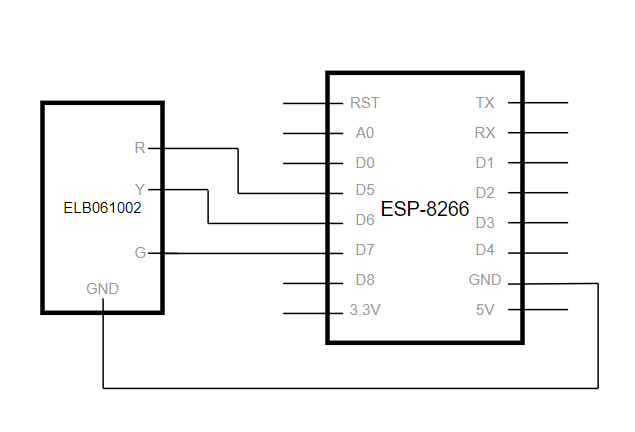 R
Y
ELB061002
G
GND
RST
A0
D0
D5
D6
D7
D8
3.3V
ESP-8266
TX
RX
D1
D2
D3
D4
GND
5V